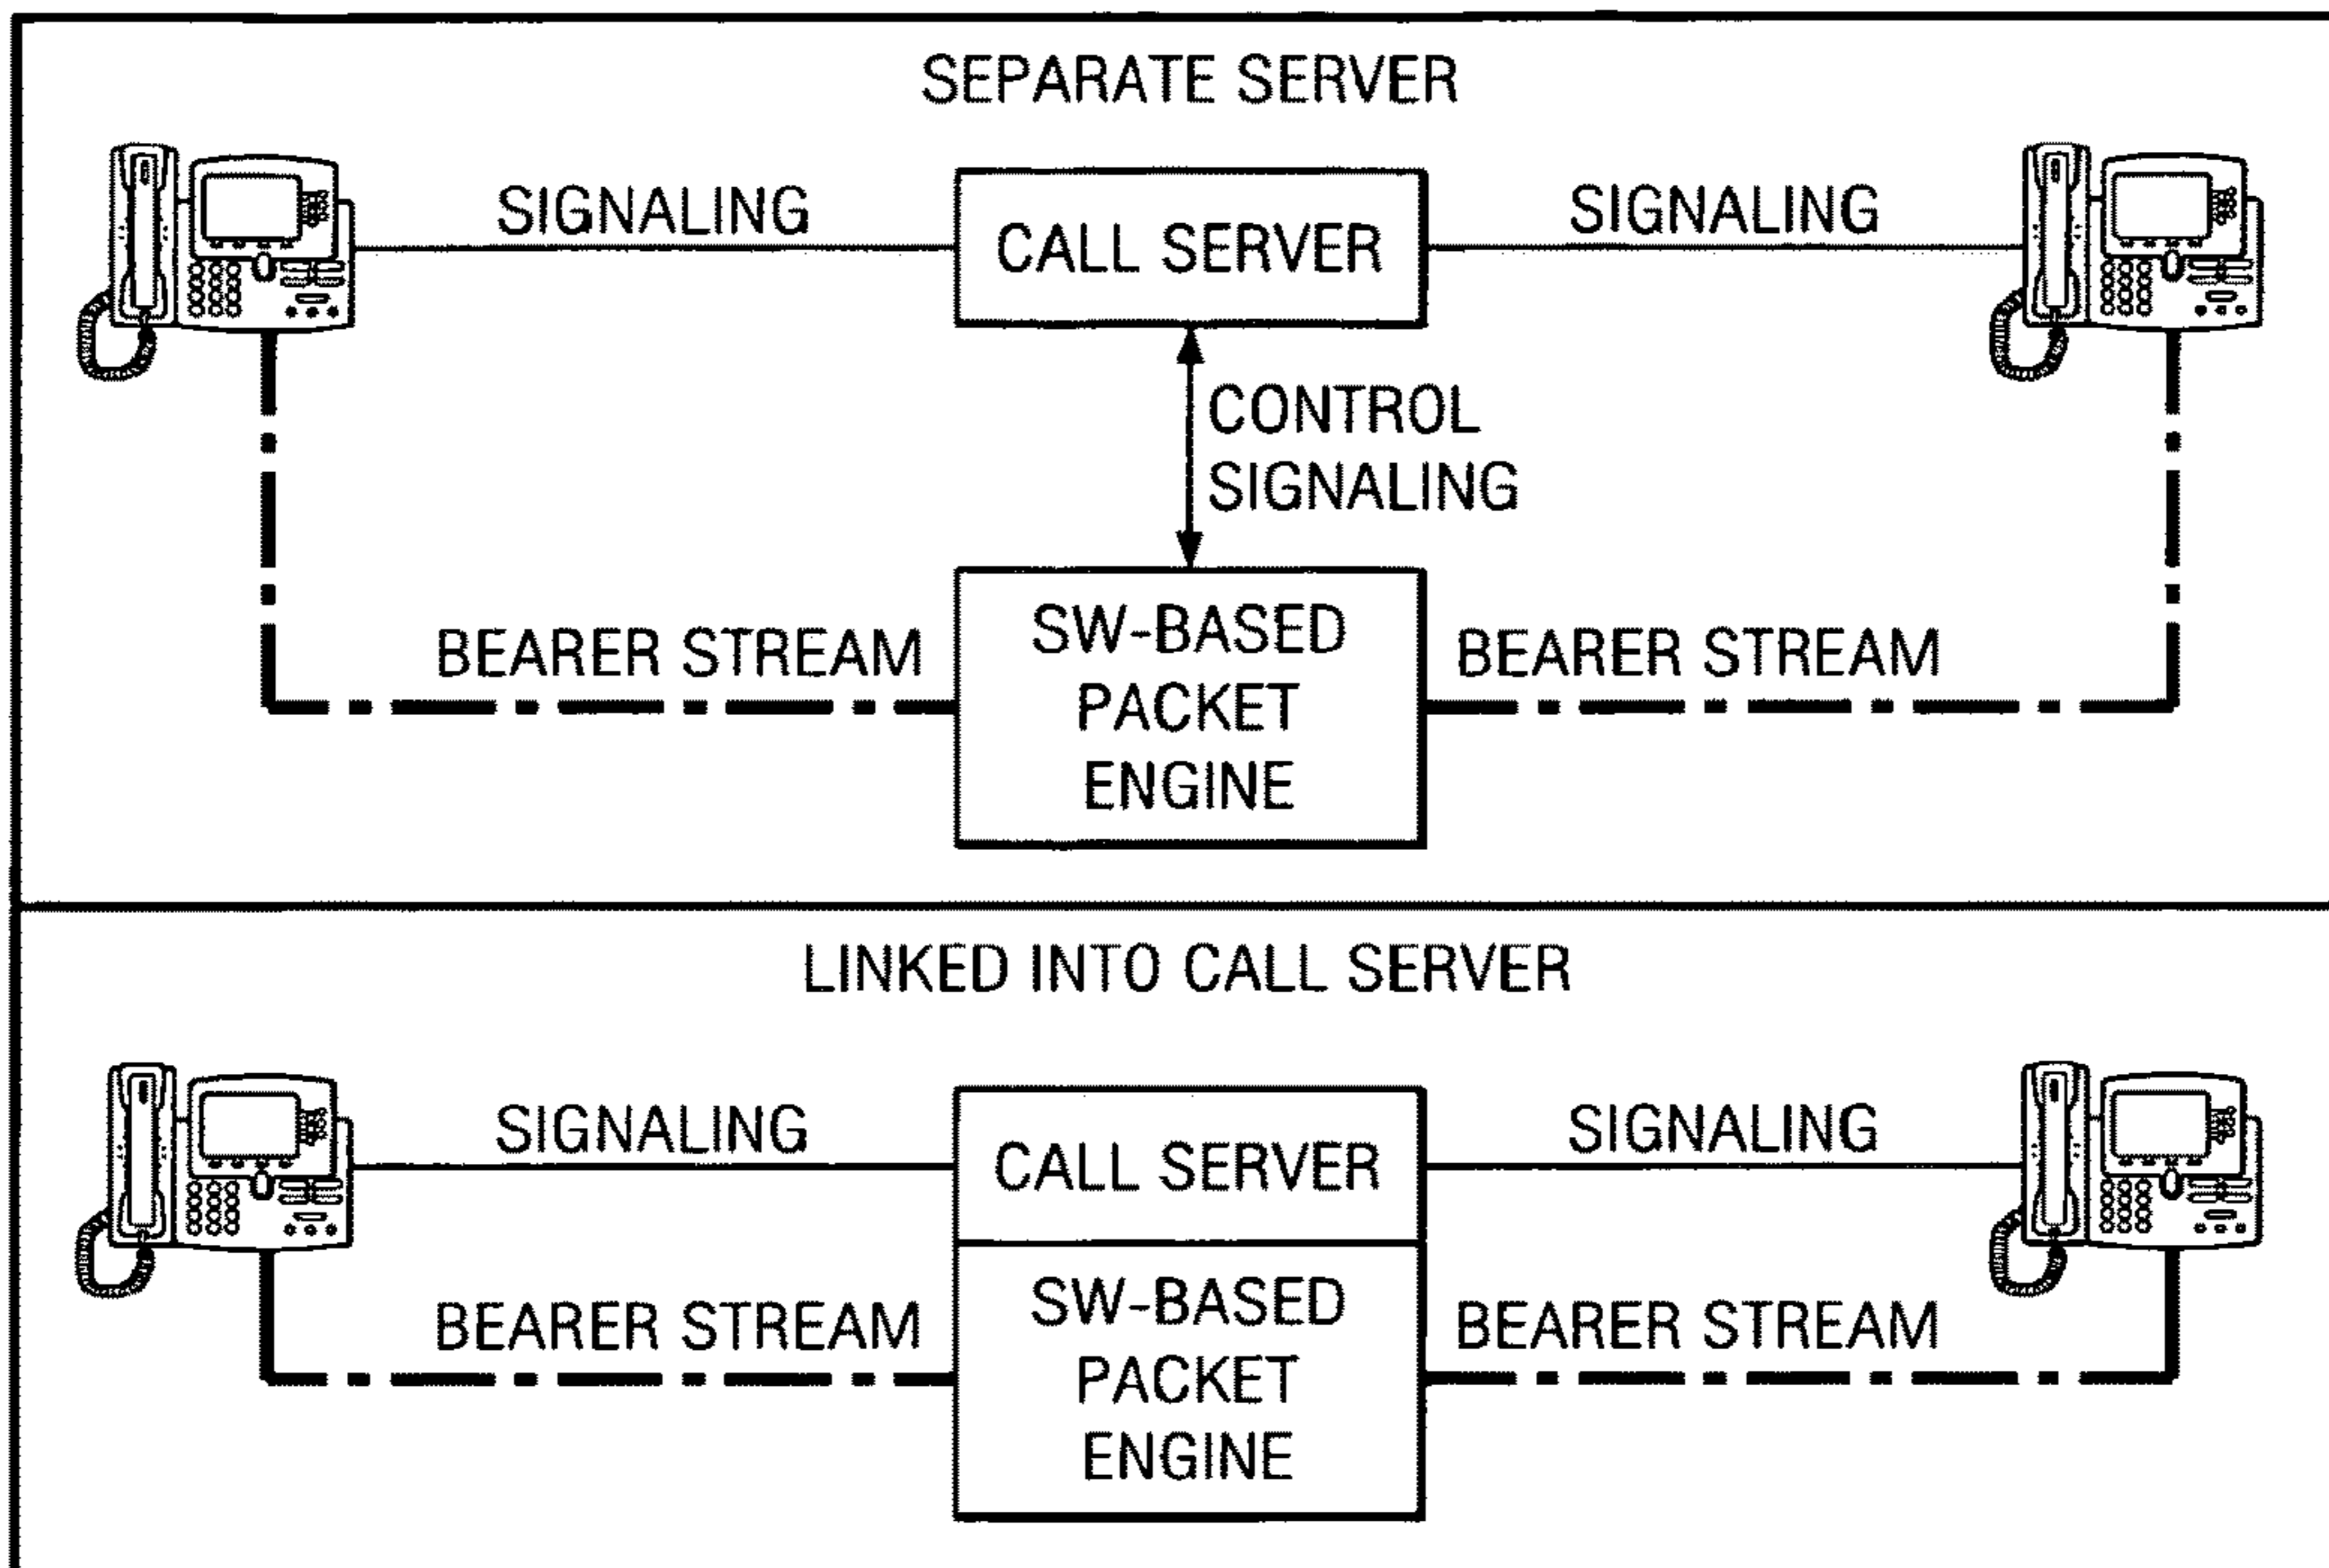 SEPARATE SERVER
SIGNALING
CALL SERVER
SIGNALING
CONTROL
SIGNALING
BEARER STREAM
SW-BASED
PACKET
ENGINE
BEARER STREAM
LINKED INTO CALL SERVER
SIGNALING
CALL SERVER
SIGNALING
BEARER STREAM
SW-BASED
PACKET
ENGINE
BEARER STREAM